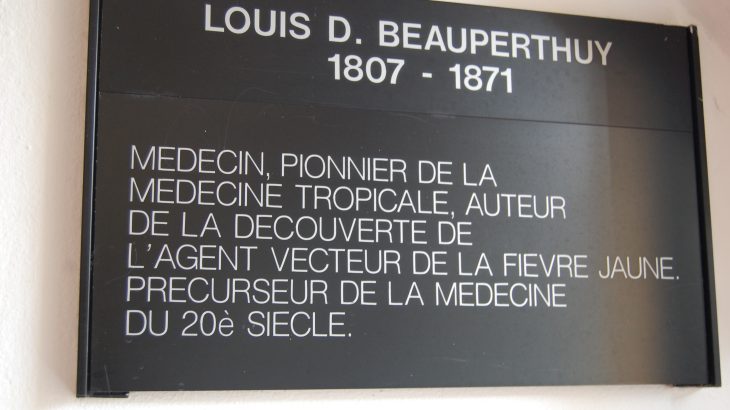 LOUIS D. BEAUPERTHUY
1807 - 1871
MEDECIN, PIONNIER DE LA
MEDECINE TROPICALE, AUTEUR
DE LA DECOUVERTE DE
L'AGENT VECTEUR DE LA FIEVRE JAUNE.
PRECURSEUR DE LA MEDECINE
DU 20è SIECLE.